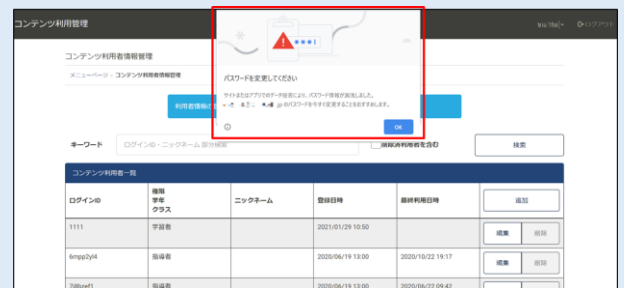 コンテンツ利用管理
ログアウト
コンテンツ利用者情報管理
メニューページ > コンテンツ利用者情報管理
パスワードを変更してください
サイトまたはアプリでのデータ侵害により、パスワード情報が漏洩しました。
のパスワードを今すぐ変更することをおすすめします。
OK
利用者情報の
キーワード
ログインID・ニックネーム 部分検索
削除済利用者を含む
検索
コンテンツ利用者一覧
ログインID
権限
学年
クラス
ニックネーム
登録日時
最終利用日時
追加
1111
学習者
2021/01/29 10:50
編集
削除
6mpp2yl4
指導者
2020/06/19 13:00
2020/10/22 19:17
編集
削除
指導者
2020/06/19 13:00
2020/06/22 09:42